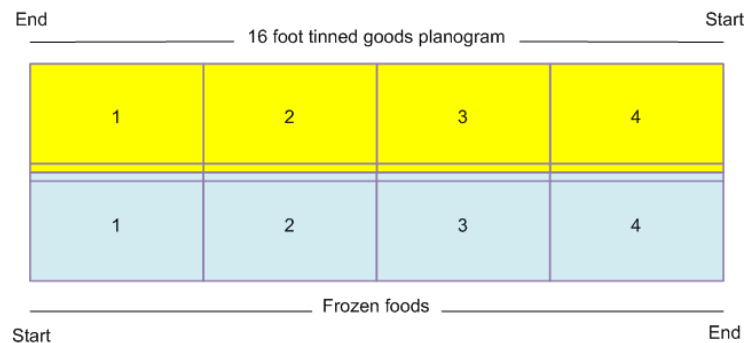 End Start
16 foot tinned goods planogram
1 2 3 4
1 2 3 4
Frozen foods
Start End